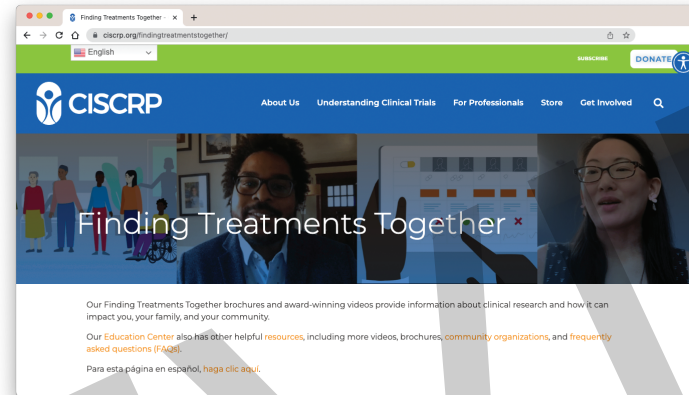 Finding Treatments Together -
ciscrp.org/findingtreatmentstogether/
English
SUBSCRIBE
DONATE
CISCRP
About Us
Understanding Clinical Trials
For Professionals
Store
Get Involved
Finding Treatments Together
Our Finding Treatments Together brochures and award-winning videos provide information about clinical research and how it can
impact you, your family, and your community.
Our Education Center also has other helpful resources, including more videos, brochures, community organizations, and frequently
asked questions (FAQs).
Para esta página en español, haga clic aquí.